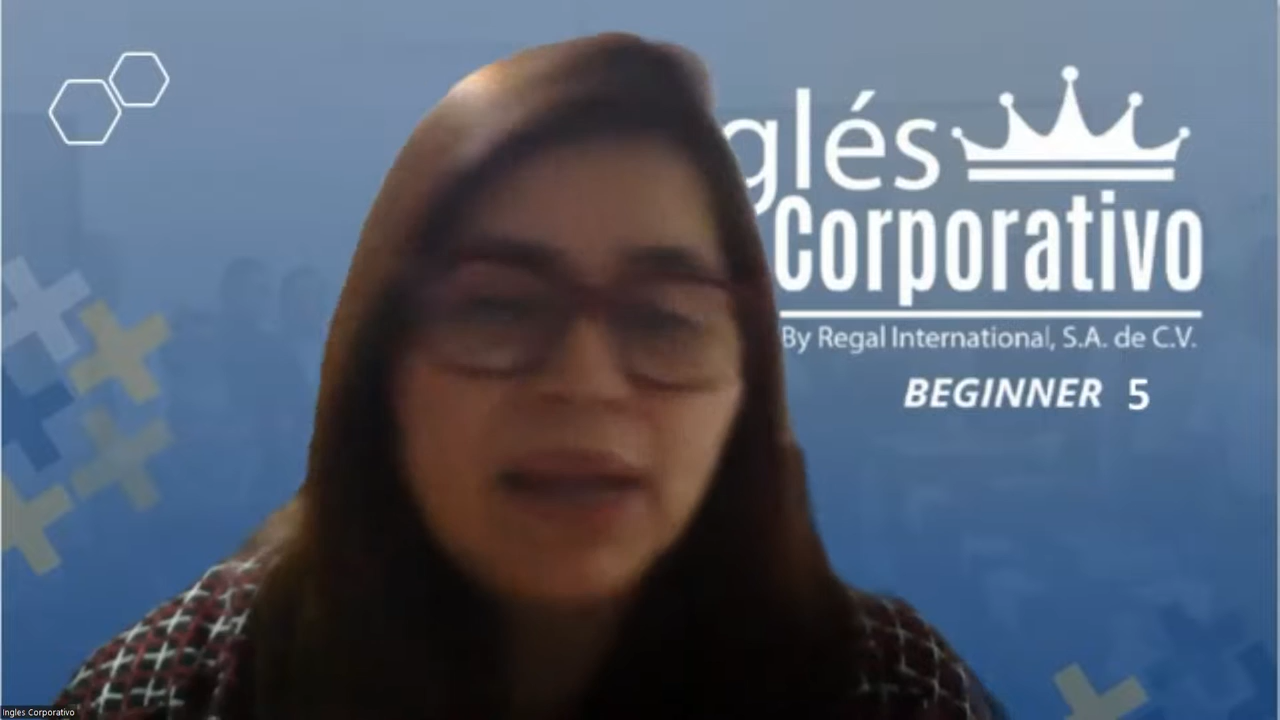 glés
Corporativo
By Regal International, S.A. de C.V.
BEGINNER 5
Ingles Corporativo